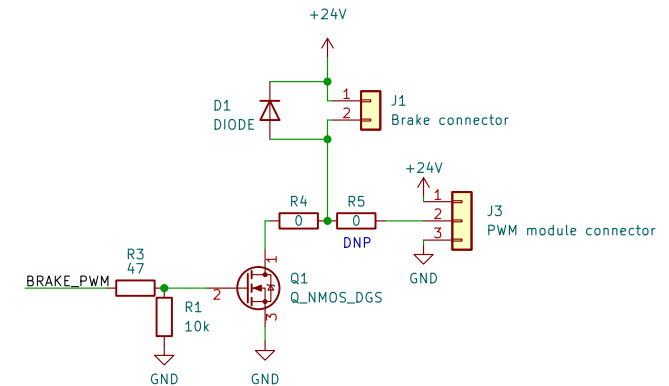 +24V
D1
DIODE
1
2
J1
Brake connector
+24V
R4
0
R5
0
DNP
1
2
3
J3
PWM module connector
GND
BRAKE_PWM
R3
47
R1
10k
GND
1
2
3
Q1
Q_NMOS_DGS
GND